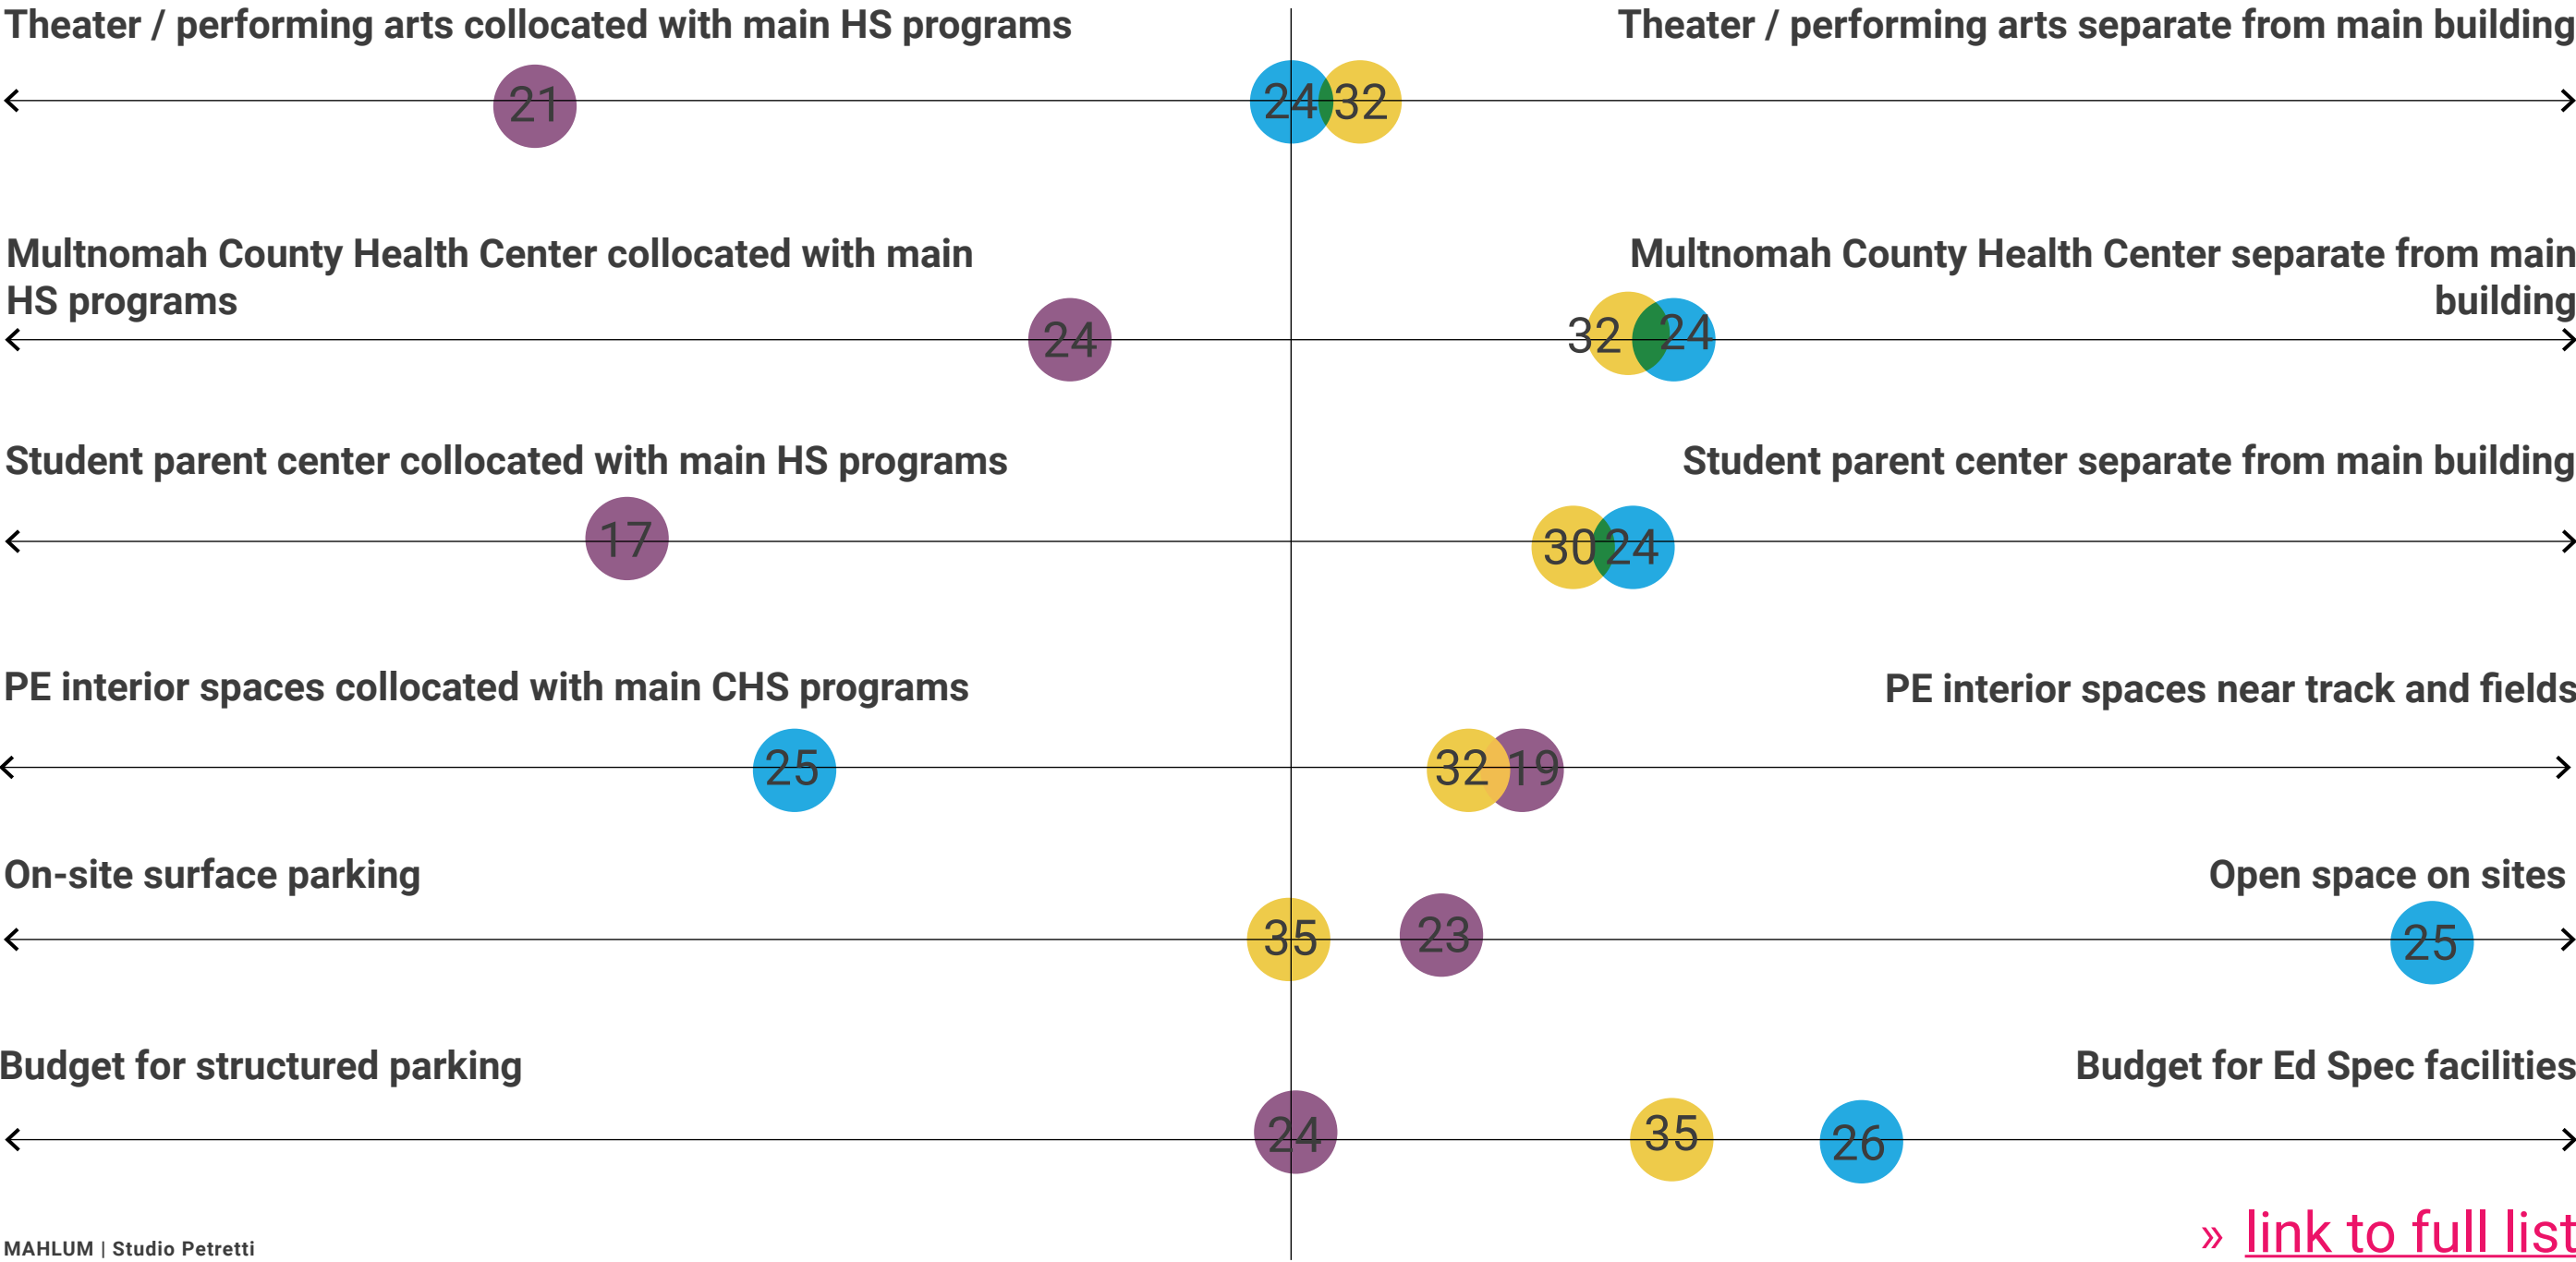 Theater / performing arts collocated with main HS programs
Theater / performing arts separate from main building
21
24
32
Multnomah County Health Center collocated with main
HS programs
Multnomah County Health Center separate from main
building
24
32
24
Student parent center collocated with main HS programs
Student parent center separate from main building
17
30
24
PE interior spaces collocated with main CHS programs
PE interior spaces near track and fields
25
32
19
On-site surface parking
Open space on sites
35
23
25
Budget for structured parking
Budget for Ed Spec facilities
24
35
26
» link to full list
MAHLUM | Studio Petretti